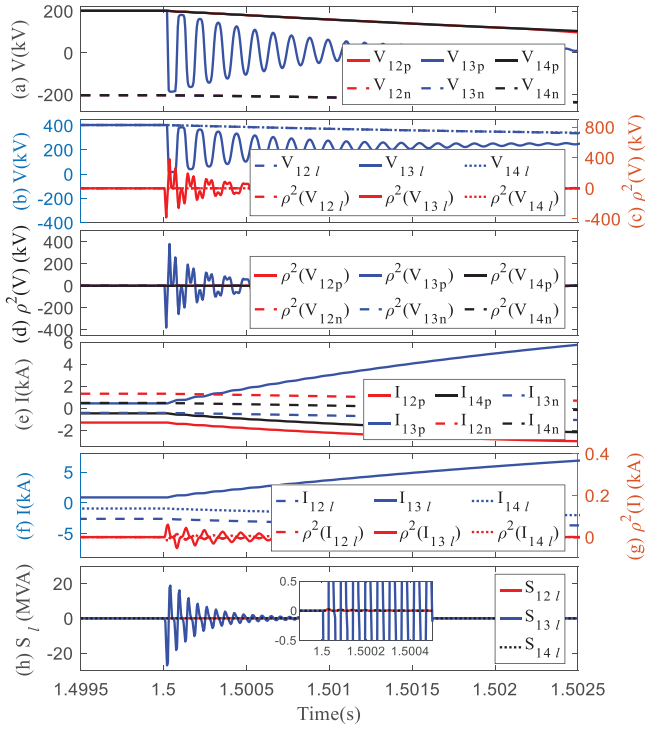 (a) V(kV)
200
0
-200
V12p V13p V14p
V12n V13n V14n
(b) V(kV)
400
200
0
-200
-400
800
400
0
-400
(c) ρ²(V) (kV)
V12 l V13 l V14 l
ρ²(V12 l) ρ²(V13 l) ρ²(V14 l)
(d) ρ²(V) (kV)
400
200
0
-200
-400
ρ²(V12p) ρ²(V13p) ρ²(V14p)
ρ²(V12n) ρ²(V13n) ρ²(V14n)
(e) I(kA)
6
4
2
0
-2
I12p I14p I13n
I13p I12n I14n
(f) I(kA)
5
0
-5
0.4
0.2
0
(g) ρ²(I) (kA)
I12 l I13 l I14 l
ρ²(I12 l) ρ²(I13 l) ρ²(I14 l)
(h) S l (MVA)
20
0
-20
0.5
0
-0.5
1.5 1.5002 1.5004
S12 l
S13 l
S14 l
1.4995 1.5 1.5005 1.501 1.5015 1.502 1.5025
Time(s)